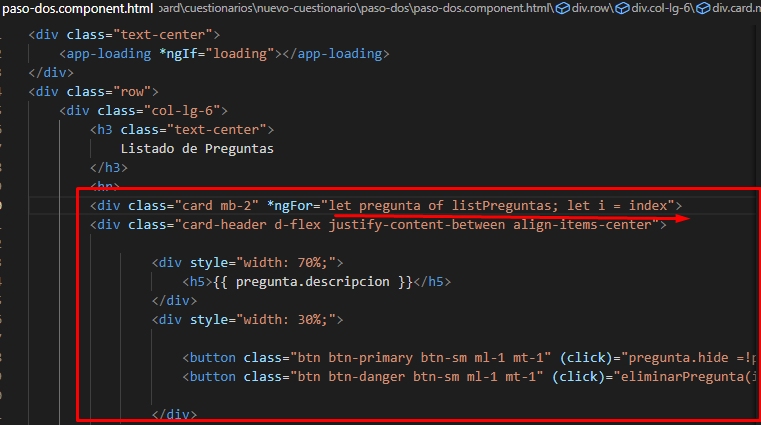 paso-dos.component.html pard\cuestionarios\nuevo-cuestionario\paso-dos\paso-dos.component.html\div.row\div.col-lg-6\div.card.m
<div class="text-center">
<app-loading *ngIf="loading"></app-loading>
</div>
<div class="row">
<div class="col-lg-6">
<h3 class="text-center">
Listado de Preguntas
</h3>
<hr>
<div class="card mb-2" *ngFor="let pregunta of listPreguntas; let i = index">
<div class="card-header d-flex justify-content-between align-items-center">
<div style="width: 70%;">
<h5>{{ pregunta.descripcion }}</h5>
</div>
<div style="width: 30%;">
<button class="btn btn-primary btn-sm ml-1 mt-1" (click)="pregunta.hide =!p
<button class="btn btn-danger btn-sm ml-1 mt-1" (click)="eliminarPregunta(i
</div>